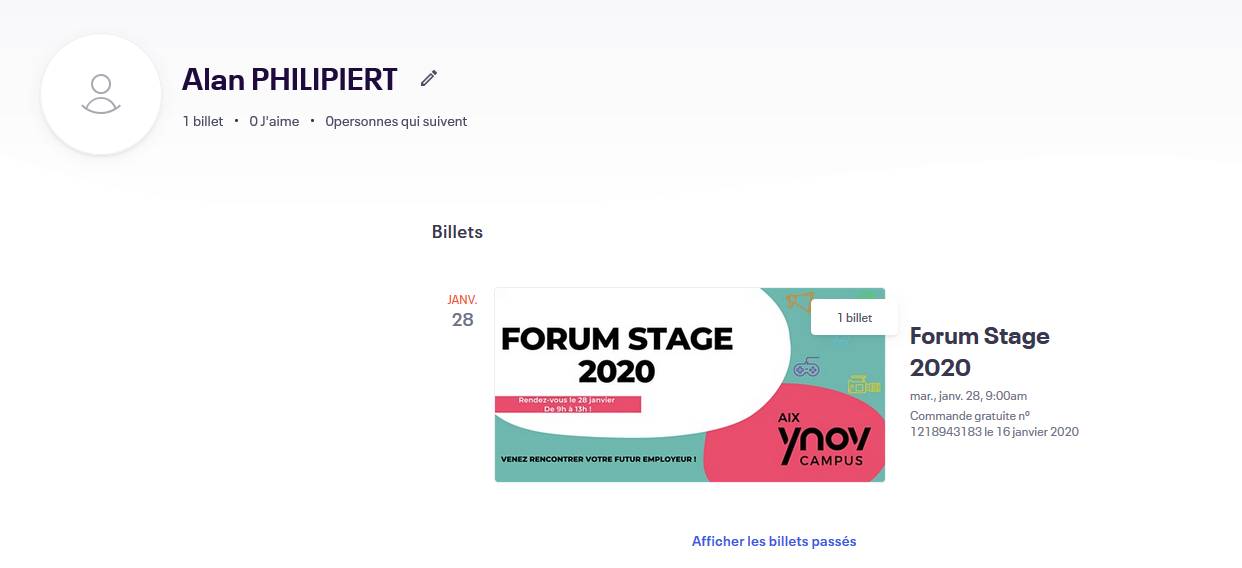 Alan PHILIPIERT
1 billet • 0 J'aime • 0personnes qui suivent
Billets
JANV.
28
FORUM STAGE
2020
Rendez-vous le 28 janvier
De 9h à 13h !
VENEZ RENCONTRER VOTRE FUTUR EMPLOYEUR !
AIX
ynov
CAMPUS
1 billet
Forum Stage
2020
mar., janv. 28, 9:00am
Commande gratuite nº
1218943183 le 16 janvier 2020
Afficher les billets passés